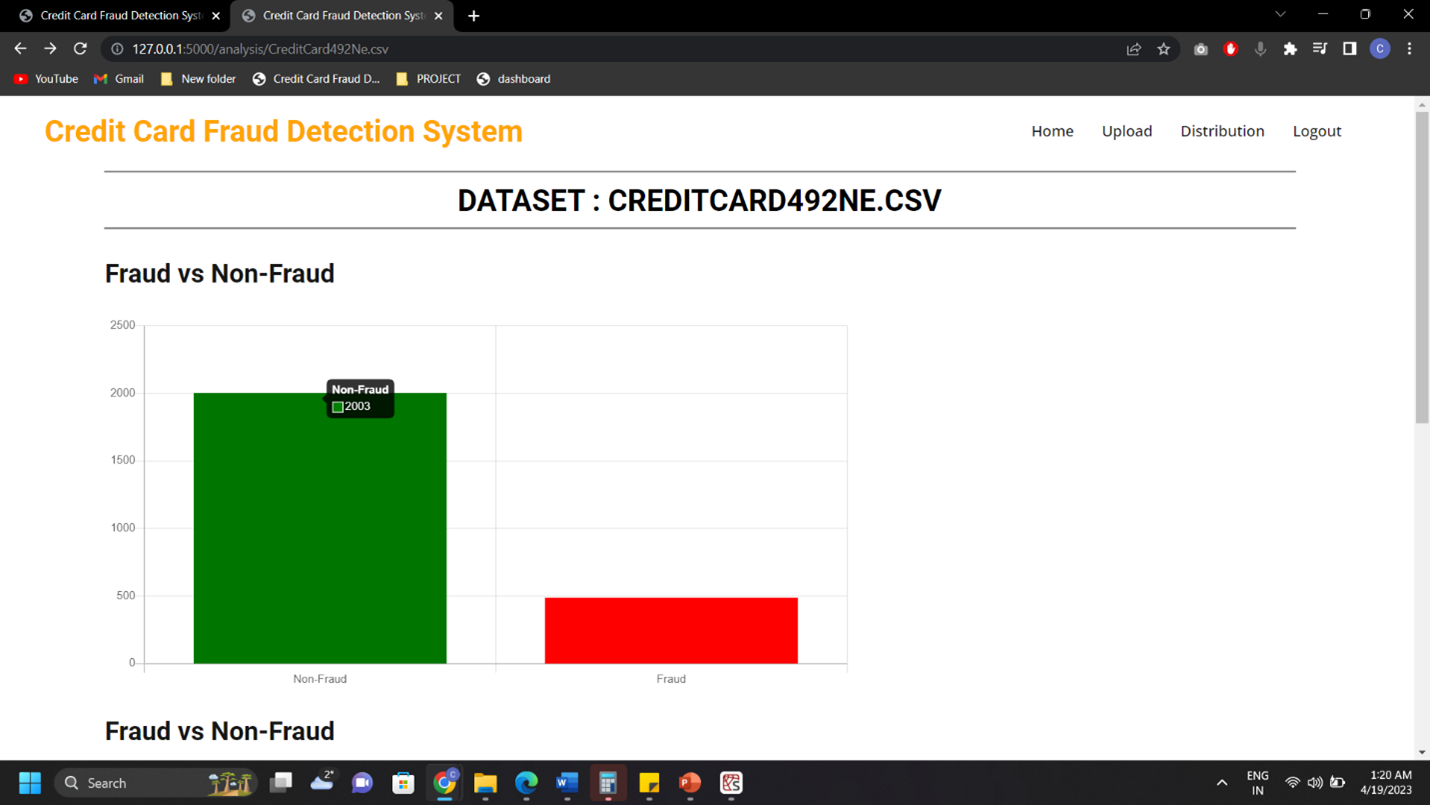 Credit Card Fraud Detection Syst
Credit Card Fraud Detection Syst
127.0.0.1:5000/analysis/CreditCard492Ne.csv
C
YouTube
Gmail
New folder
Credit Card Fraud D...
PROJECT
dashboard
Credit Card Fraud Detection System
Home
Upload
Distribution
Logout
DATASET : CREDITCARD492NE.CSV
Fraud vs Non-Fraud
2500
2000
1500
1000
500
0
Non-Fraud
2003
Non-Fraud
Fraud
Fraud vs Non-Fraud
Search
2°
C
W
P
ENG
IN
1:20 AM
4/19/2023